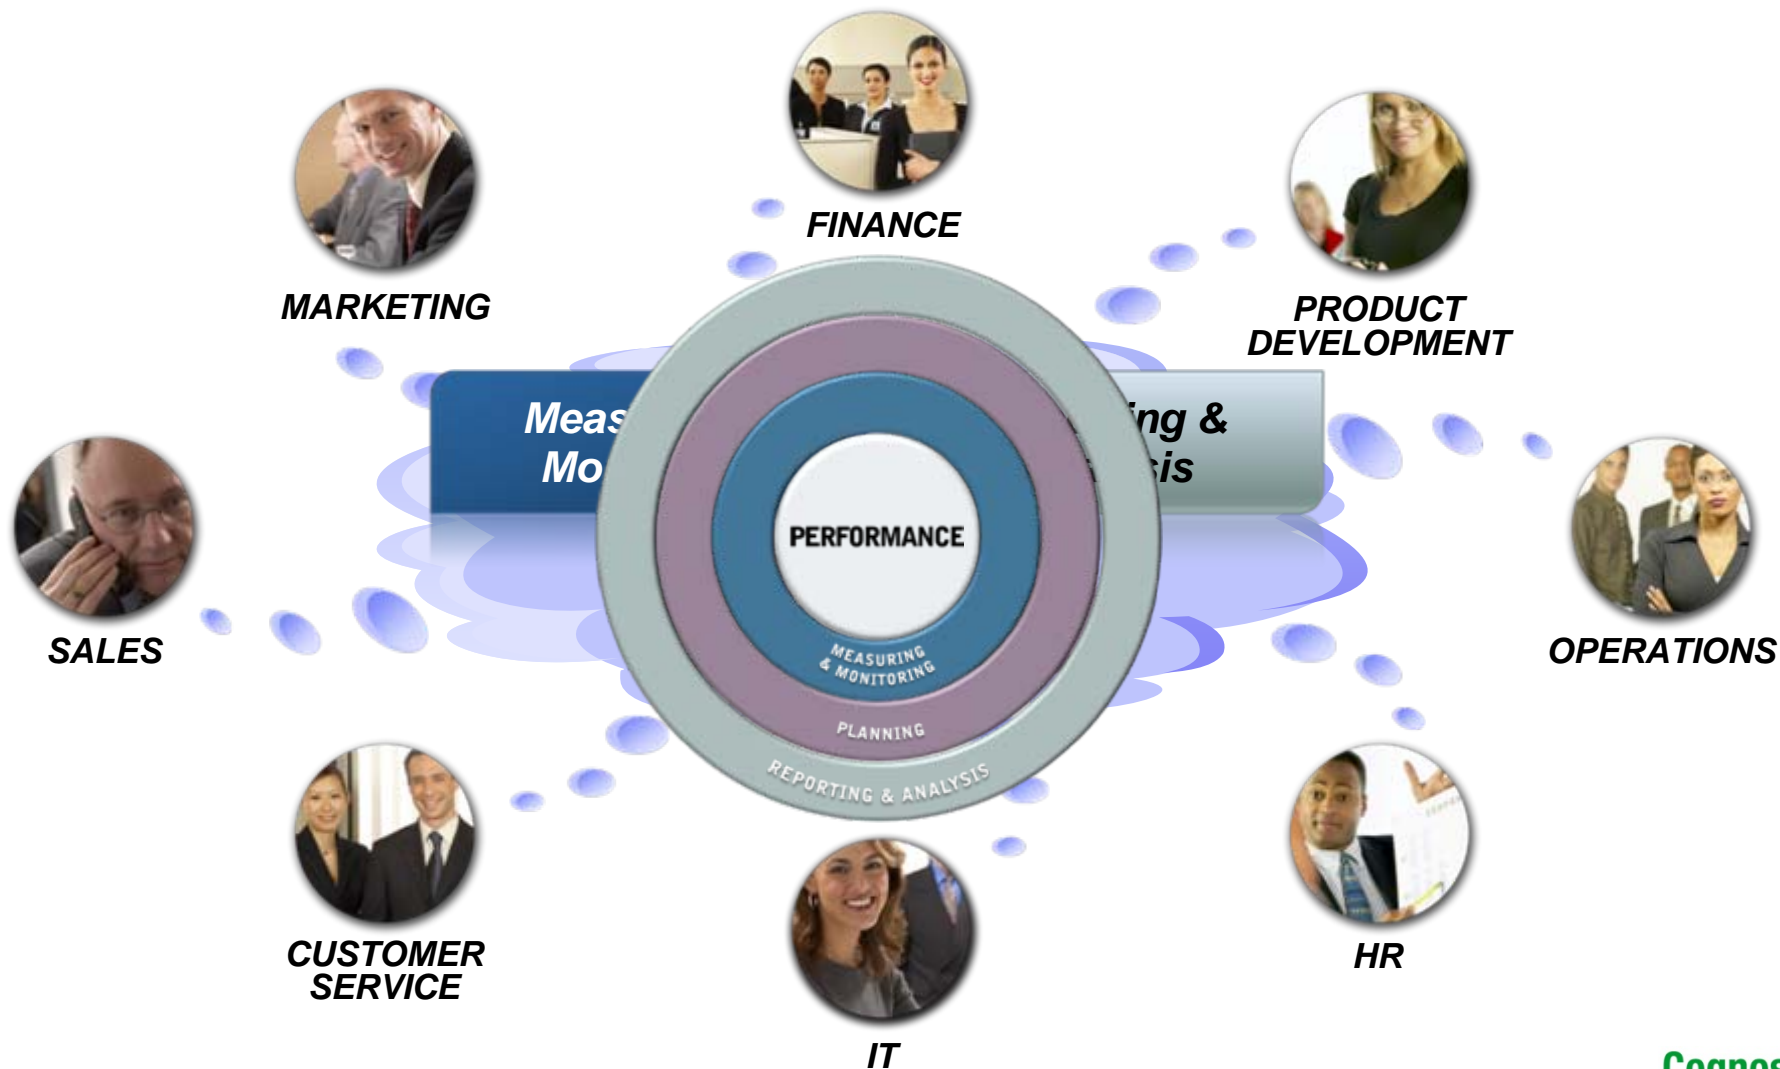 FINANCE
MARKETING
PRODUCT
DEVELOPMENT
Meas
ing &
Mo
sis
PERFORMANCE
MEASURING
& MONITORING
PLANNING
REPORTING & ANALYSIS
SALES
OPERATIONS
CUSTOMER
SERVICE
HR
IT
Cognos